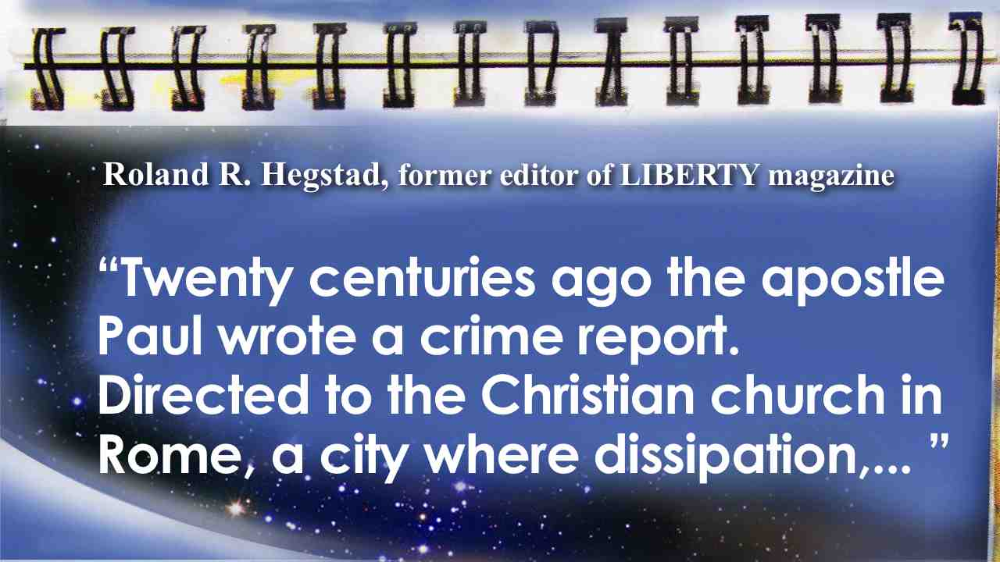 Roland R. Hegstad, former editor of LIBERTY magazine
“Twenty centuries ago the apostle
Paul wrote a crime report.
Directed to the Christian church in
Rome, a city where dissipation,... ”